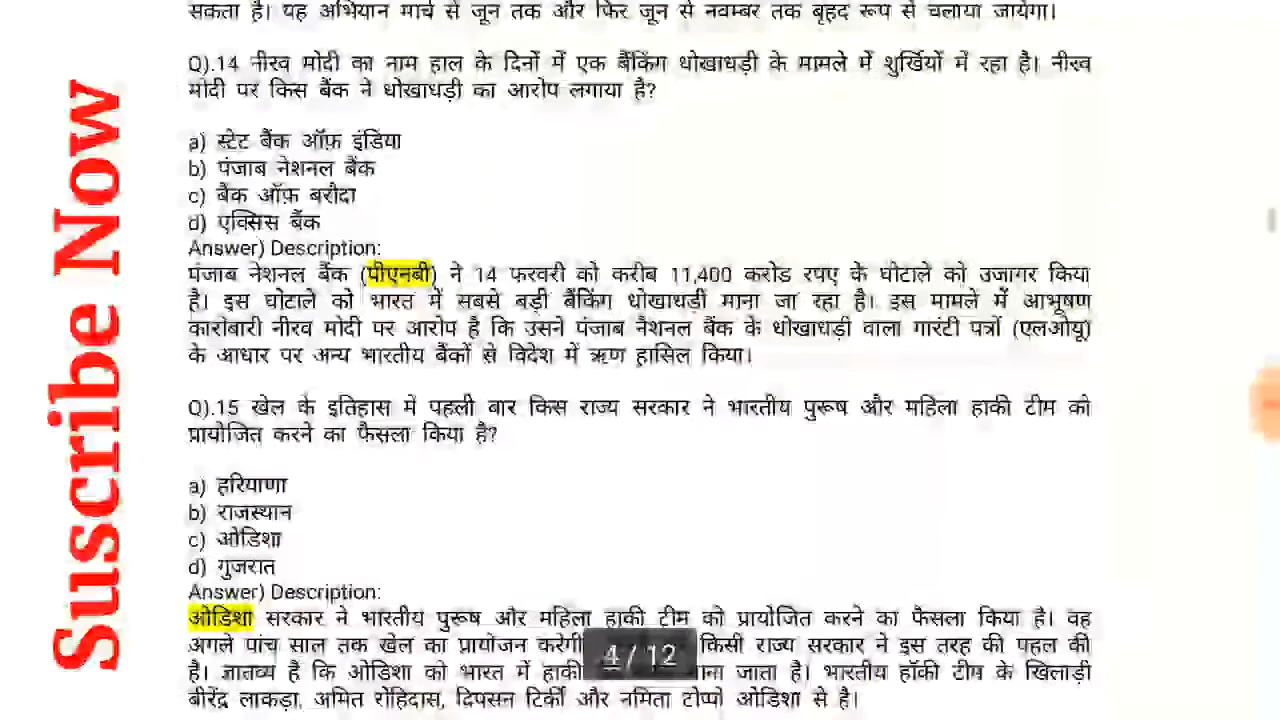 सकता है। यह अभियान मार्च से जून तक और फिर जून से नवम्बर तक बृहद रूप से चलाया जायेगा।
Q).14 नीरव मोदी का नाम हाल के दिनों में एक बैंकिंग धोखाधड़ी के मामले में शुर्खियों में रहा है। नीरव
मोदी पर किस बैंक ने धोखाधड़ी का आरोप लगाया है?
a) स्टेट बैंक ऑफ़ इंडिया
b) पंजाब नेशनल बैंक
c) बैंक ऑफ़ बरौदा
d) एक्सिस बैंक
Answer) Description:
पंजाब नेशनल बैंक (पीएनबी) ने 14 फरवरी को करीब 11,400 करोड रुपए के घोटाले को उजागर किया
है। इस घोटाले को भारत में सबसे बड़ी बैंकिंग धोखाधडी माना जा रहा है। इस मामले में आभूषण
कारोबारी नीरव मोदी पर आरोप है कि उसने पंजाब नैशनल बैंक के धोखाधड़ी वाला गारंटी पत्रों (एलओयू)
के आधार पर अन्य भारतीय बैंकों से विदेश में ऋण हासिल किया।
Q).15 खेल के इतिहास में पहली बार किस राज्य सरकार ने भारतीय पुरूष और महिला हाकी टीम को
प्रायोजित करने का फैसला किया है?
a) हरियाणा
b) राजस्थान
c) ओडिशा
d) गुजरात
Answer) Description:
ओडिशा सरकार ने भारतीय पुरूष और महिला हाकी टीम को प्रायोजित करने का फैसला किया है। वह
अगले पांच साल तक खेल का प्रायोजन करेगी किसी राज्य सरकार ने इस तरह की पहल की
है। ज्ञातव्य है कि ओडिशा को भारत में हाकी माना जाता है। भारतीय हॉकी टीम के खिलाड़ी
बीरेंद्र लाकड़ा, अमित रोहिदास, दिपसन टिर्की और नमिता टोप्पो ओडिशा से है।
4 / 12
Suscribe Now